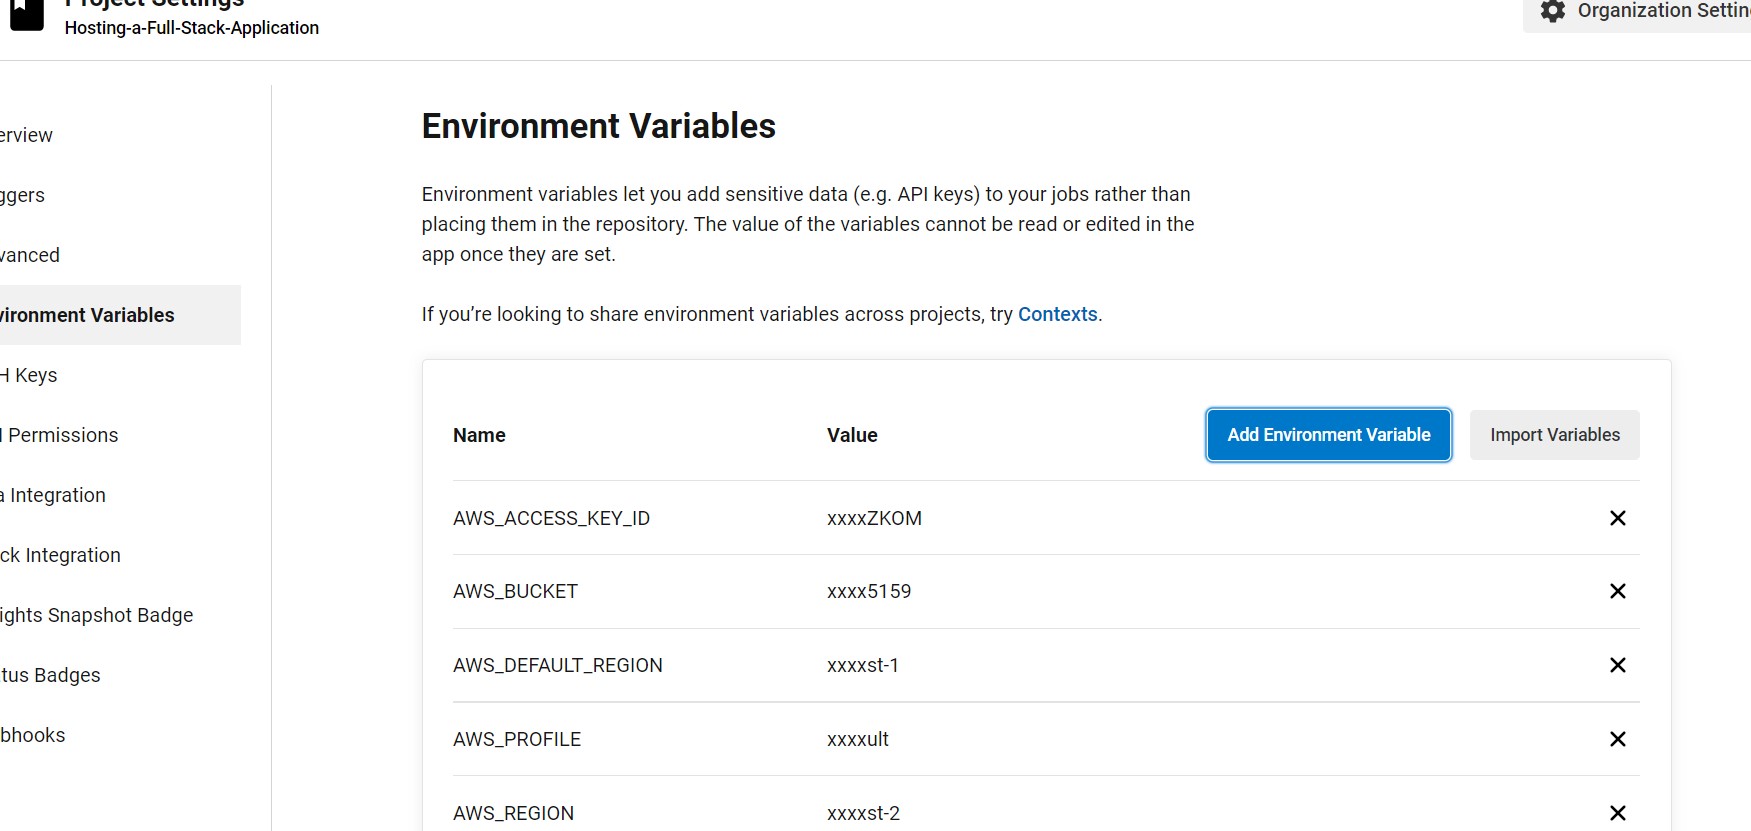 Project Settings
Hosting-a-Full-Stack-Application
Organization Settin
erview
ggers
vanced
vironment Variables
H Keys
I Permissions
a Integration
ck Integration
ights Snapshot Badge
tus Badges
bhooks
Environment Variables
Environment variables let you add sensitive data (e.g. API keys) to your jobs rather than
placing them in the repository. The value of the variables cannot be read or edited in the
app once they are set.
If you’re looking to share environment variables across projects, try Contexts.
Name Value Add Environment Variable Import Variables
AWS_ACCESS_KEY_ID xxxxZKOM
AWS_BUCKET xxxx5159
AWS_DEFAULT_REGION xxxxst-1
AWS_PROFILE xxxxult
AWS_REGION xxxxst-2